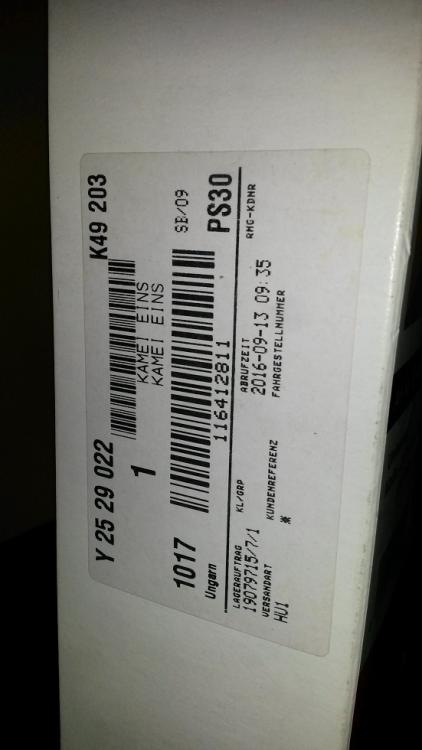 Y 25 29 022 K49 203
KAMEI EINS
1 KAMEI EINS
1017 SB/09
Ungarn 116412811 PS30
LAGERAUFTRAG KL/GRP ABRUFZEIT RMG-KDNR
19079715/7/1 2016-09-13 09:35
VERSANDART KUNDENREFERENZ FAHRGESTELLNUMMER
HU1 *